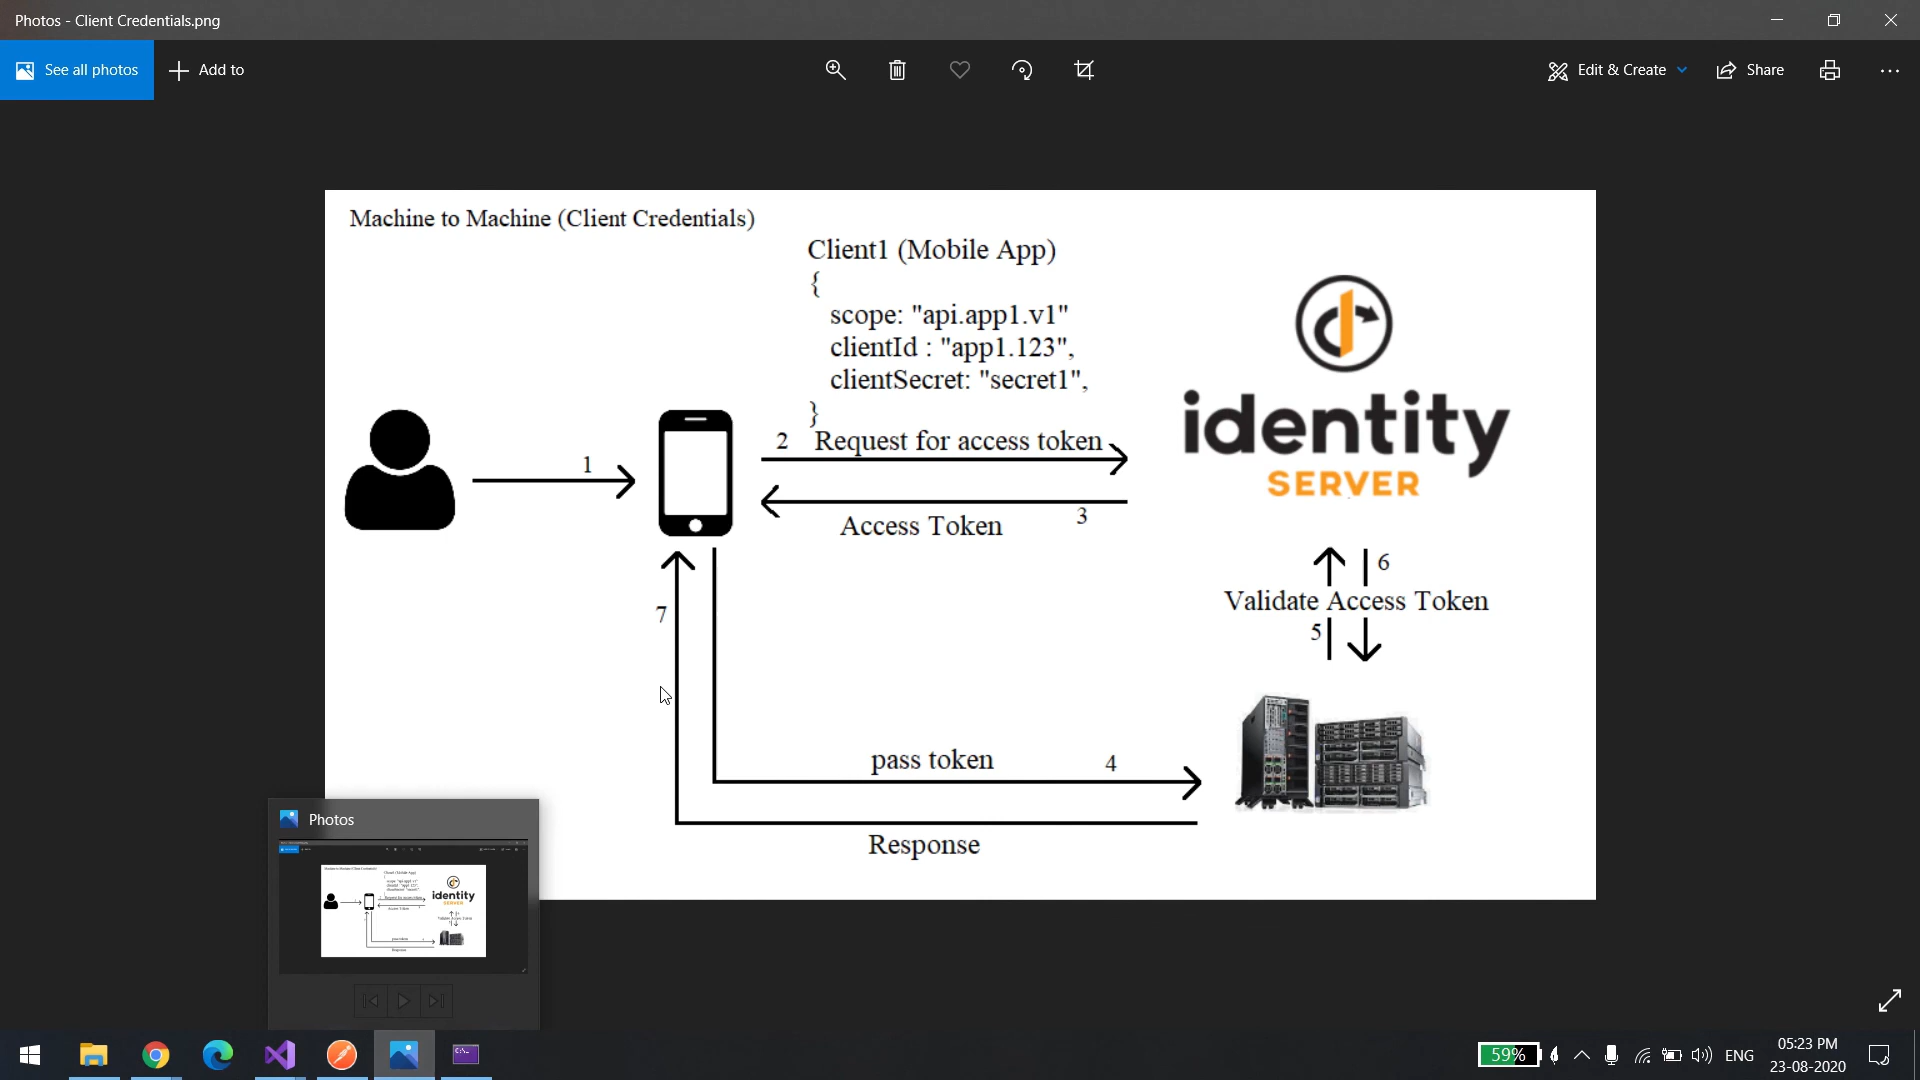 Photos - Client Credentials.png
See all photos
Add to
Edit & Create
Share
Machine to Machine (Client Credentials)
Client1 (Mobile App)
{
scope: "api.app1.v1"
clientId : "app1.123",
clientSecret: "secret1",
}
identity
SERVER
1
2 Request for access token
Access Token 3
6
Validate Access Token
5
7
pass token 4
Response
Photos
identity
SERVER
59%
ENG
05:23 PM
23-08-2020